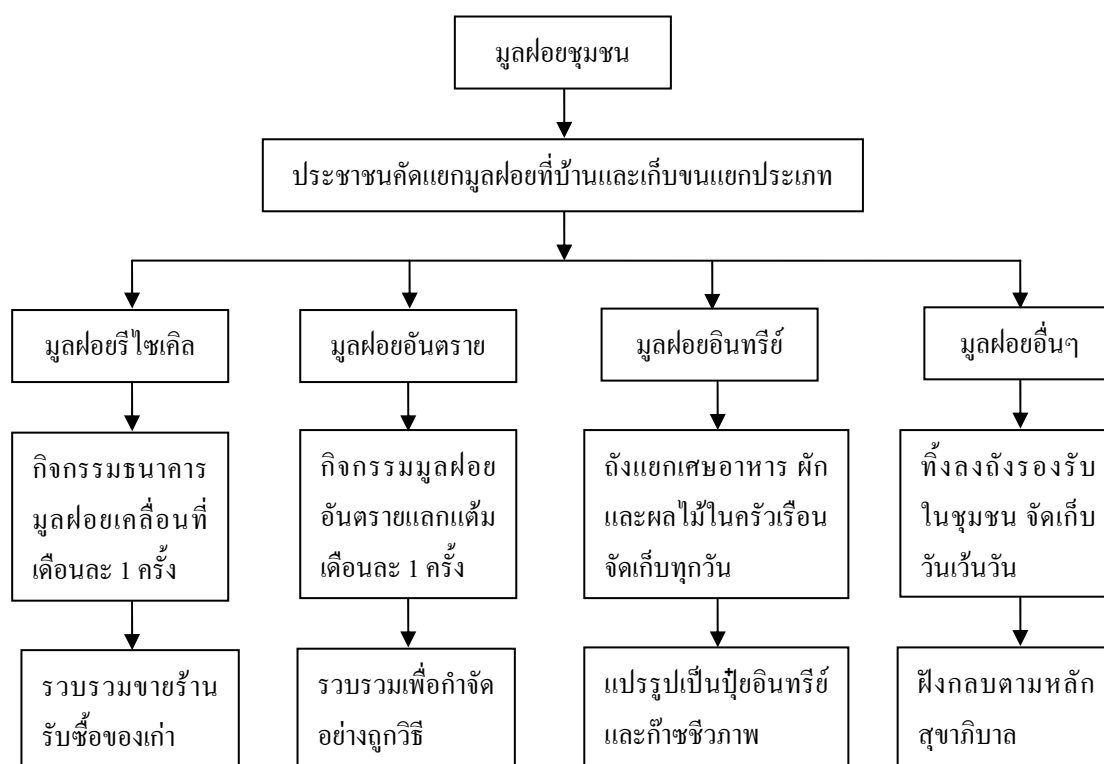 มูลฝอยชุมชน
ประชาชนคัดแยกมูลฝอยที่บ้านและเก็บขนแยกประเภท
มูลฝอยรีไซเคิล
มูลฝอยอันตราย
มูลฝอยอินทรีย์
มูลฝอยอื่นๆ
กิจกรรมธนาคาร
มูลฝอยเคลื่อนที่
เดือนละ 1 ครั้ง
กิจกรรมมูลฝอย
อันตรายแลกแต้ม
เดือนละ 1 ครั้ง
ถังแยกเศษอาหาร ผัก
และผลไม้ในครัวเรือน
จัดเก็บทุกวัน
ทิ้งลงถังรองรับ
ในชุมชน จัดเก็บ
วันเว้นวัน
รวบรวมขายร้าน
รับซื้อของเก่า
รวบรวมเพื่อกำจัด
อย่างถูกวิธี
แปรรูปเป็นปุ๋ยอินทรีย์
และก๊าซชีวภาพ
ฝังกลบตามหลัก
สุขาภิบาล